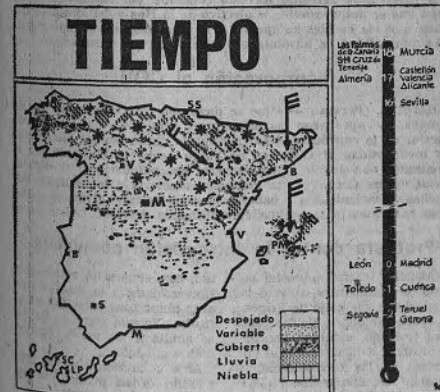 TIEMPO
SS
V
Z
B
M
V
PM
B
S
M
SC
LP
Despejado
Variable
Cubierto
Lluvia
Niebla
Las Palmas
de G. Canaria
Sta Cruz de
Tenerife
18 Murcia
Almería 17 Castellón
Valencia
Alicante
16 Sevilla
León 0 Madrid
Toledo -1 Cuenca
Segovia -2 Teruel
Gerona